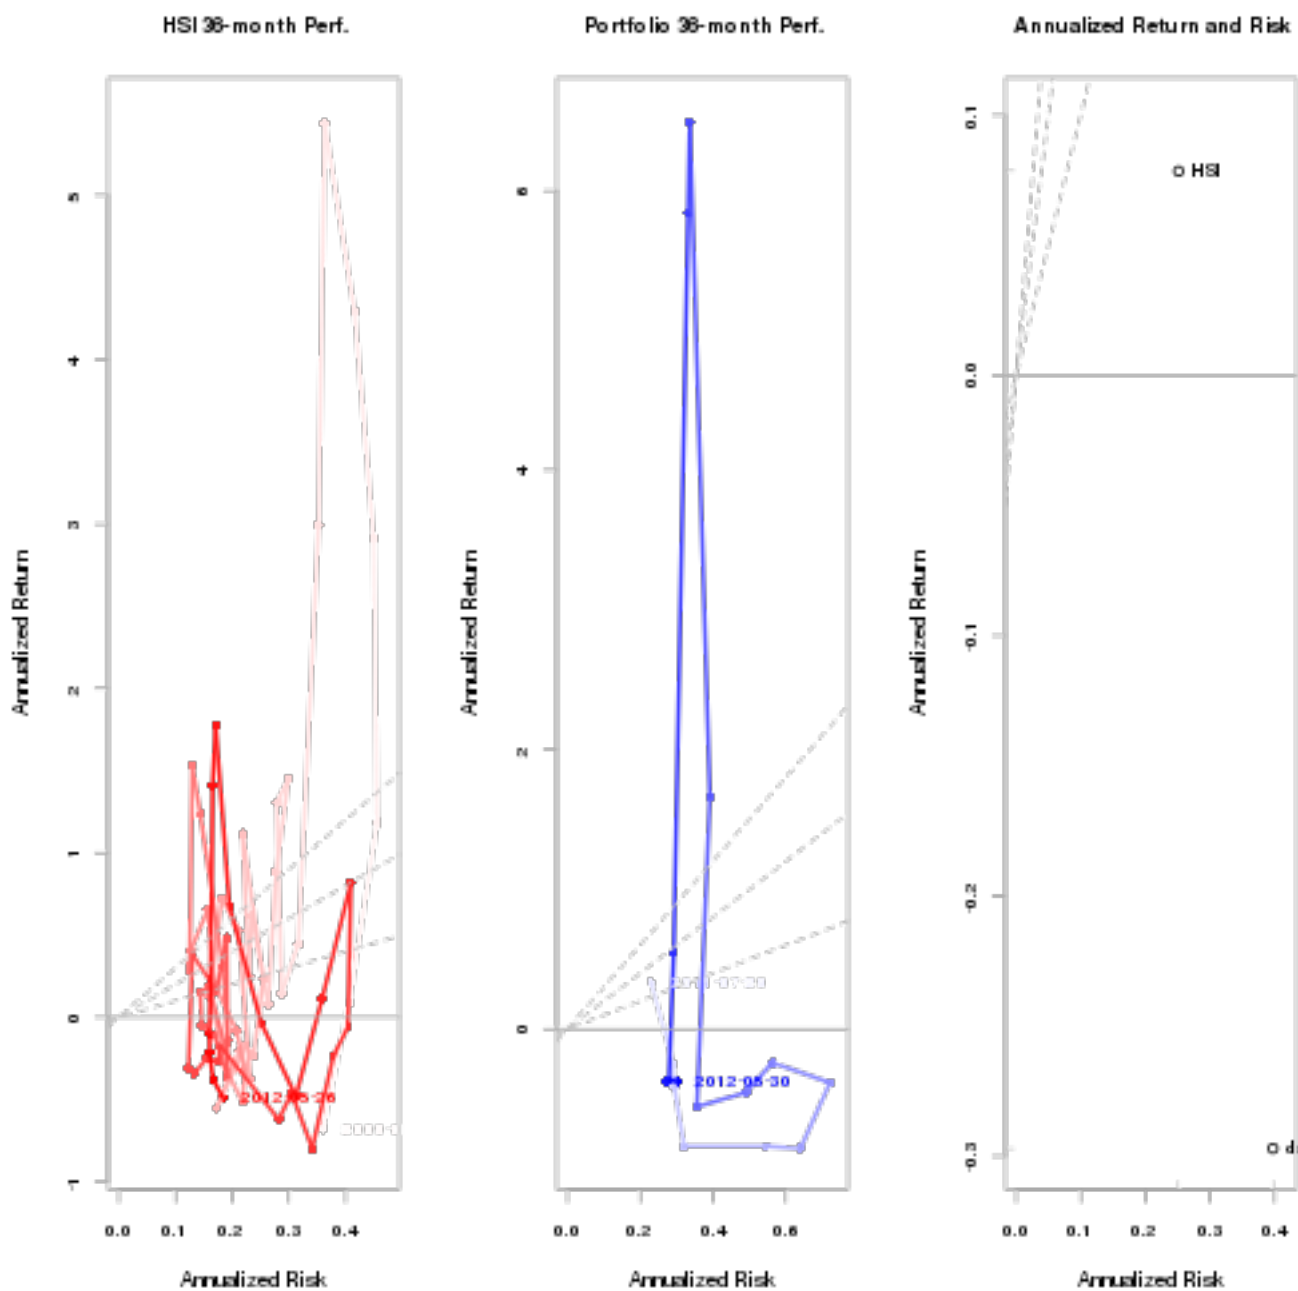 HSI 36-month Perf.
Annualized Return
5
4
3
2
1
0
-1
0.0 0.1 0.2 0.3 0.4
Annualized Risk
Portfolio 36-month Perf.
Annualized Return
6
4
2
0
2012-05-30
0.0 0.2 0.4 0.6
Annualized Risk
Annualized Return and Risk
Annualized Return
0.1
0.0
-0.1
-0.2
-0.3
HSI
0.0 0.1 0.2 0.3 0.4
Annualized Risk